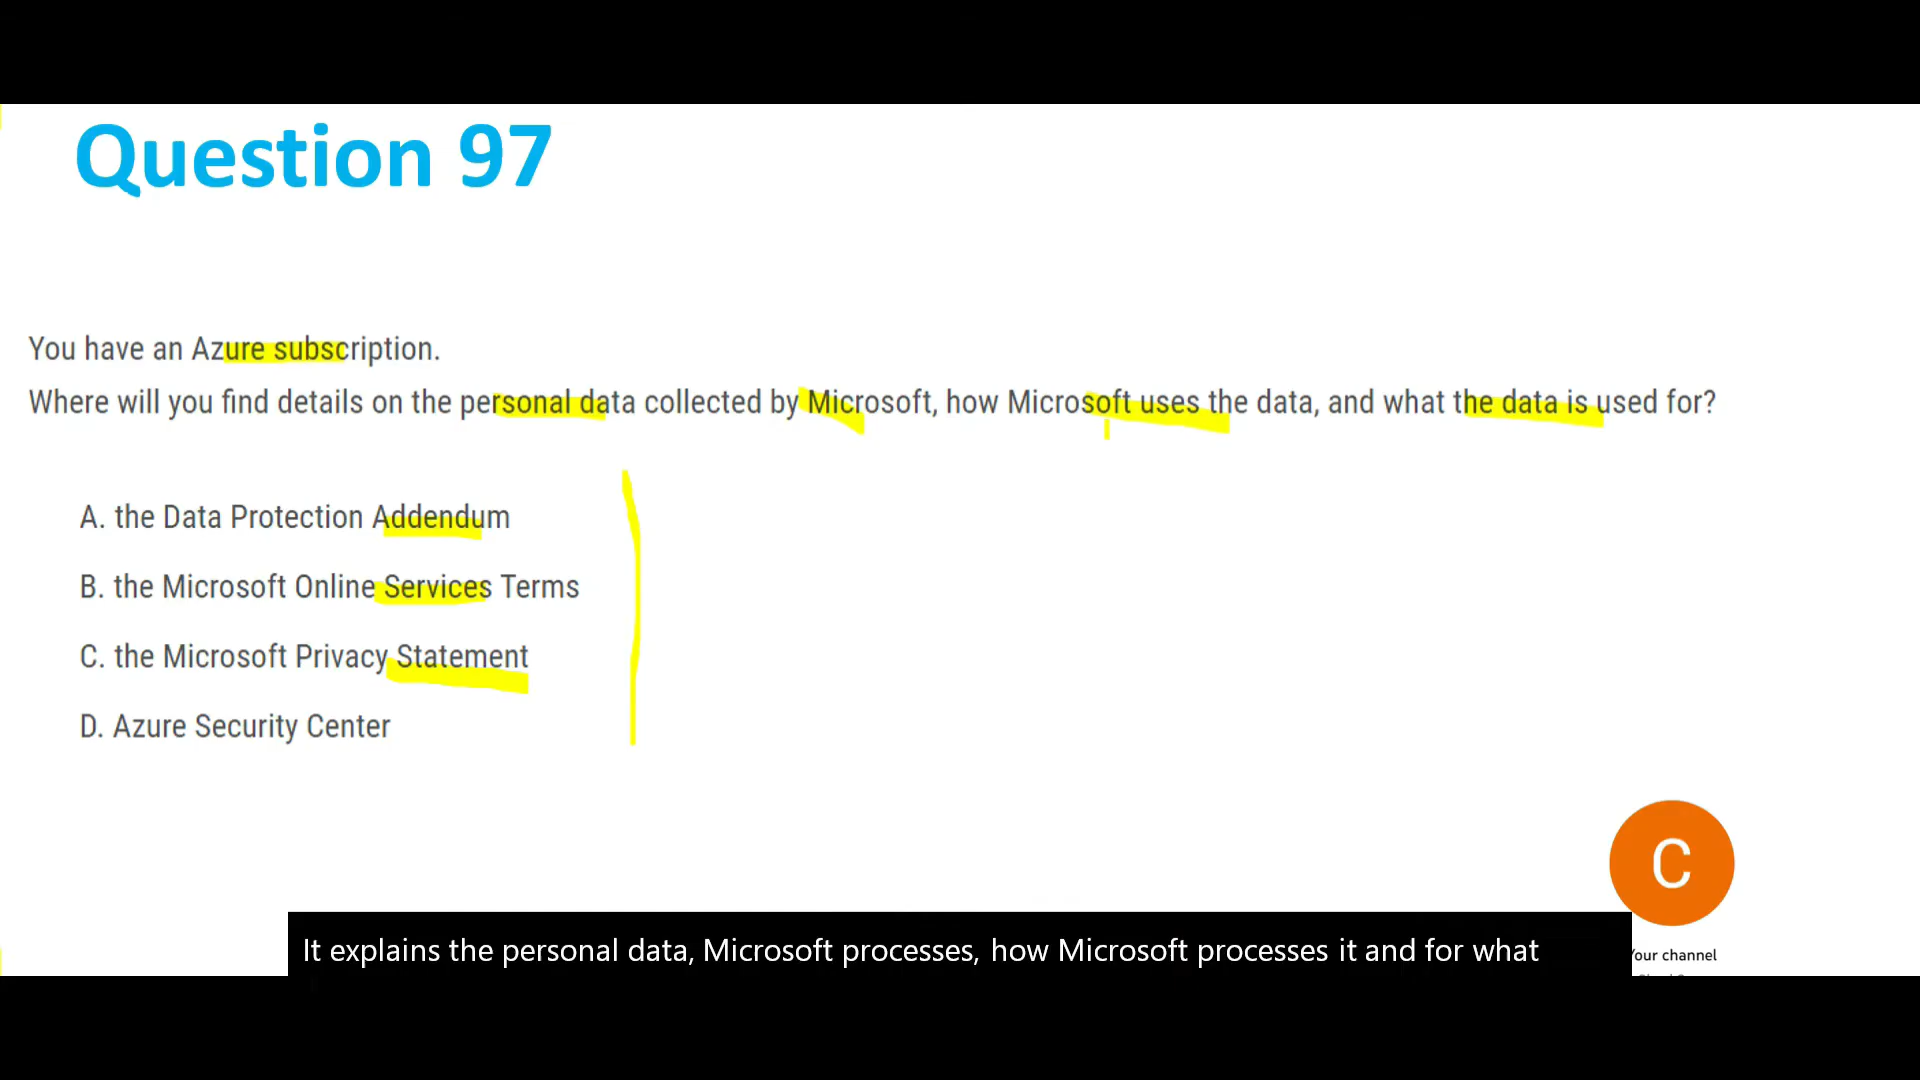 Question 97
You have an Azure subscription.
Where will you find details on the personal data collected by Microsoft, how Microsoft uses the data, and what the data is used for?
A. the Data Protection Addendum
B. the Microsoft Online Services Terms
C. the Microsoft Privacy Statement
D. Azure Security Center
C
Your channel
It explains the personal data, Microsoft processes, how Microsoft processes it and for what